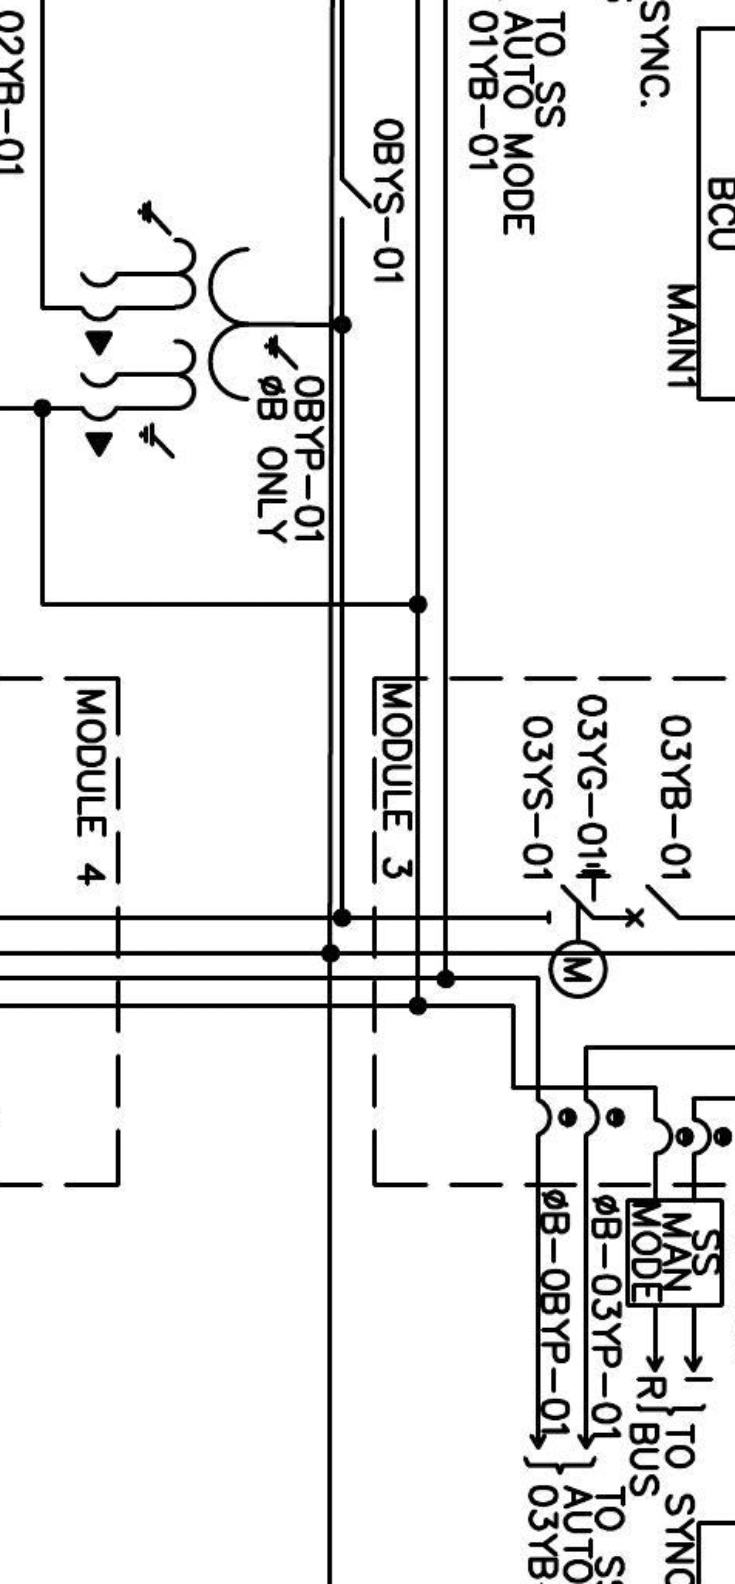 SYNC.
BCU
MAIN1
TO SS
AUTO MODE
01YB-01
0BYS-01
02YB-01
0BYP-01
ØB ONLY
03YB-01
03YG-01
03YS-01
MODULE 3
MODULE 4
M
SS
MAN
MODE
I } TO SYNC
R } BUS
ØB-03YP-01
ØB-0BYP-01
TO SS
AUTO
03YB-